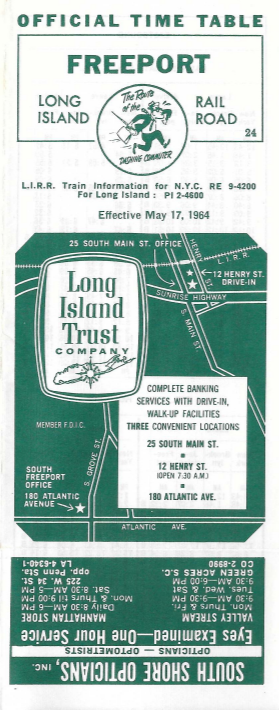 OFFICIAL TIME TABLE
FREEPORT
LONG ISLAND
RAIL ROAD
The Route of the
DASHING COMMUTER
24
L.I.R.R. Train Information for N.Y.C. RE 9-4200
For Long Island: PI 2-4600
Effective May 17, 1964
25 SOUTH MAIN ST. OFFICE
HENRY ST.
L.I.R.R.
12 HENRY ST.
DRIVE-IN
SUNRISE HIGHWAY
S. MAIN ST.
Long
Island
Trust
COMPANY
COMPLETE BANKING
SERVICES WITH DRIVE-IN,
WALK-UP FACILITIES
THREE CONVENIENT LOCATIONS
25 SOUTH MAIN ST.
12 HENRY ST.
(OPEN 7:30 A.M.)
180 ATLANTIC AVE.
MEMBER F.D.I.C.
S. GROVE ST.
SOUTH
FREEPORT
OFFICE
180 ATLANTIC
AVENUE
ATLANTIC AVE.
SOUTH SHORE OPTICIANS, INC.
OPTICIANS — OPTOMETRISTS
Eyes Examined—One Hour Service
VALLEY STREAM
Mon. Thurs & Fri.
9:30 AM—9:30 PM
Tues. Wed. & Sat
9:30 AM—6:00 PM
GREEN ACRES S.C.
CO 2-8990
MANHATTAN STORE
Daily 8:30 AM—6 PM
Mon. & Thurs til 9:00 PM
Sat. 8:30 AM—5 PM
225 W. 34 St.
opp. Penn Sta.
LA 4-6340-1